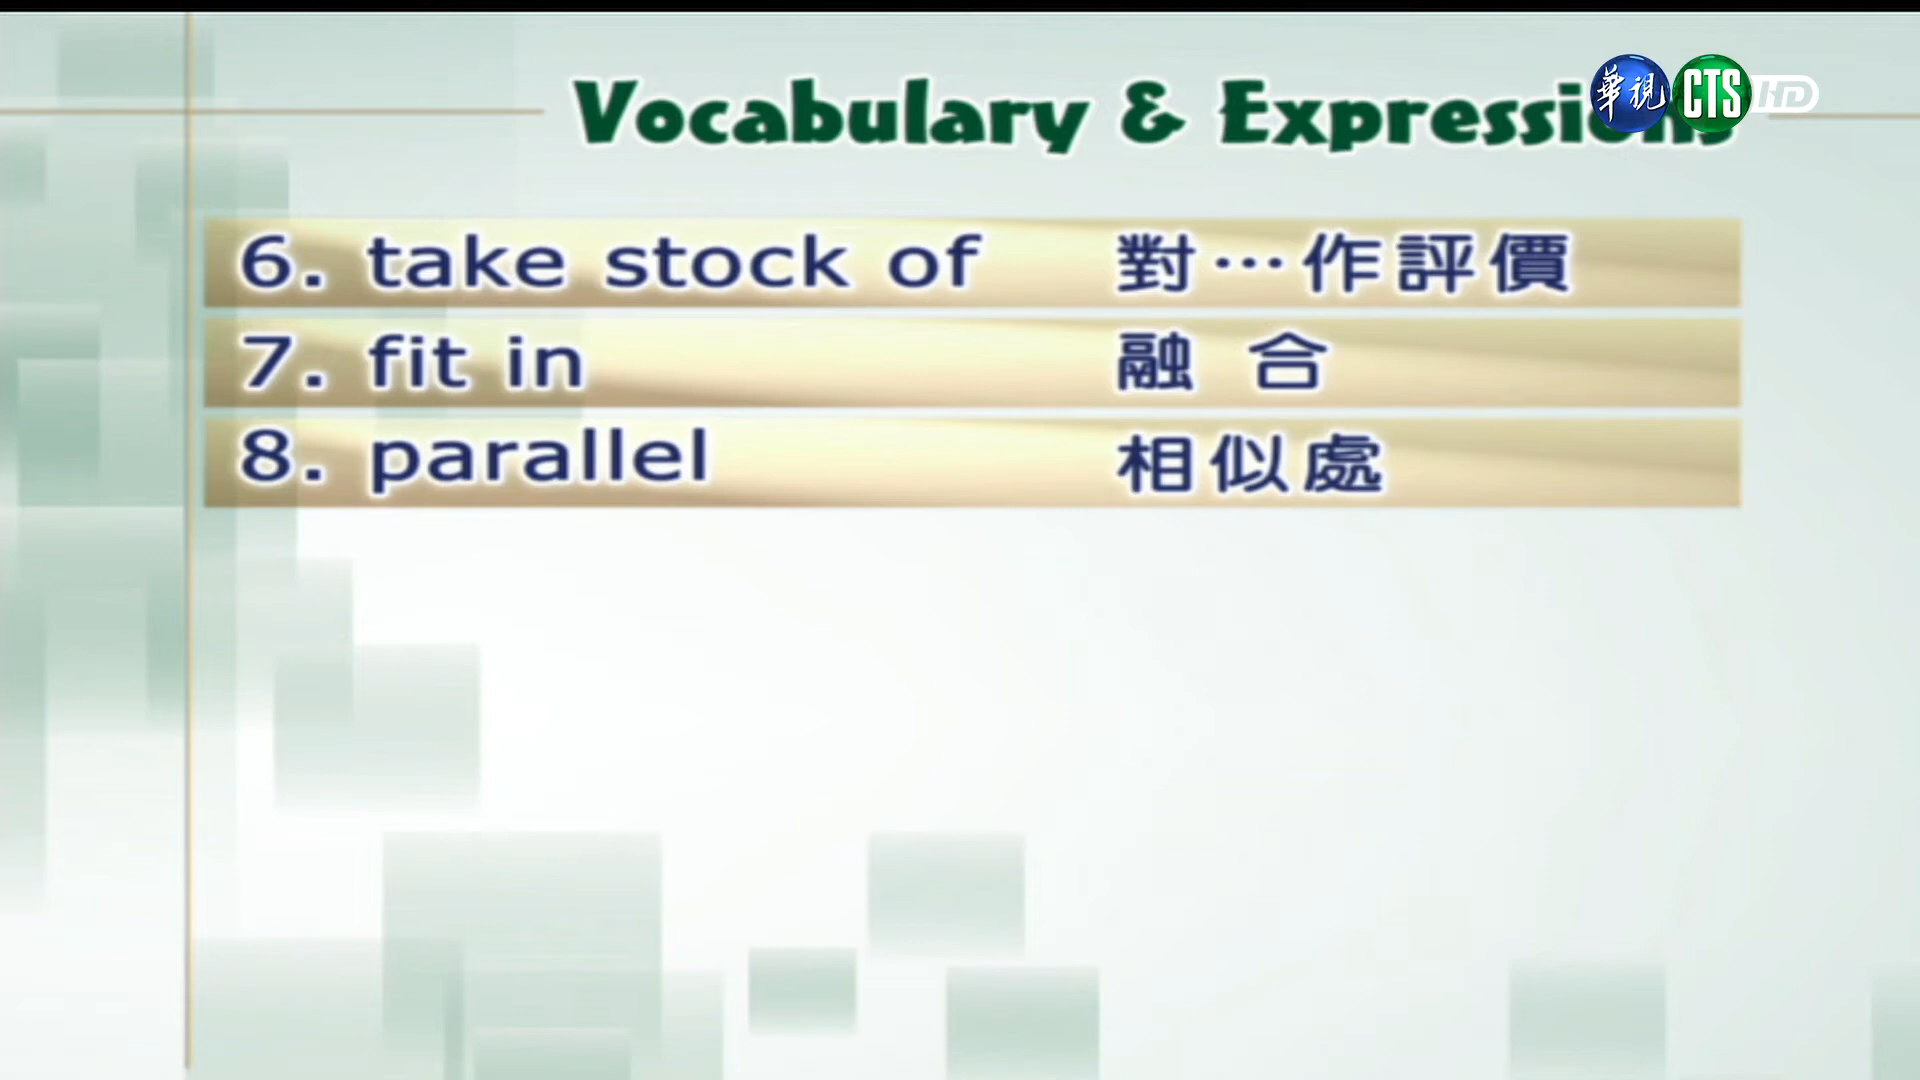 Vocabulary & Expressions
華視 CTS HD
6. take stock of 對…作評價
7. fit in 融 合
8. parallel 相似處